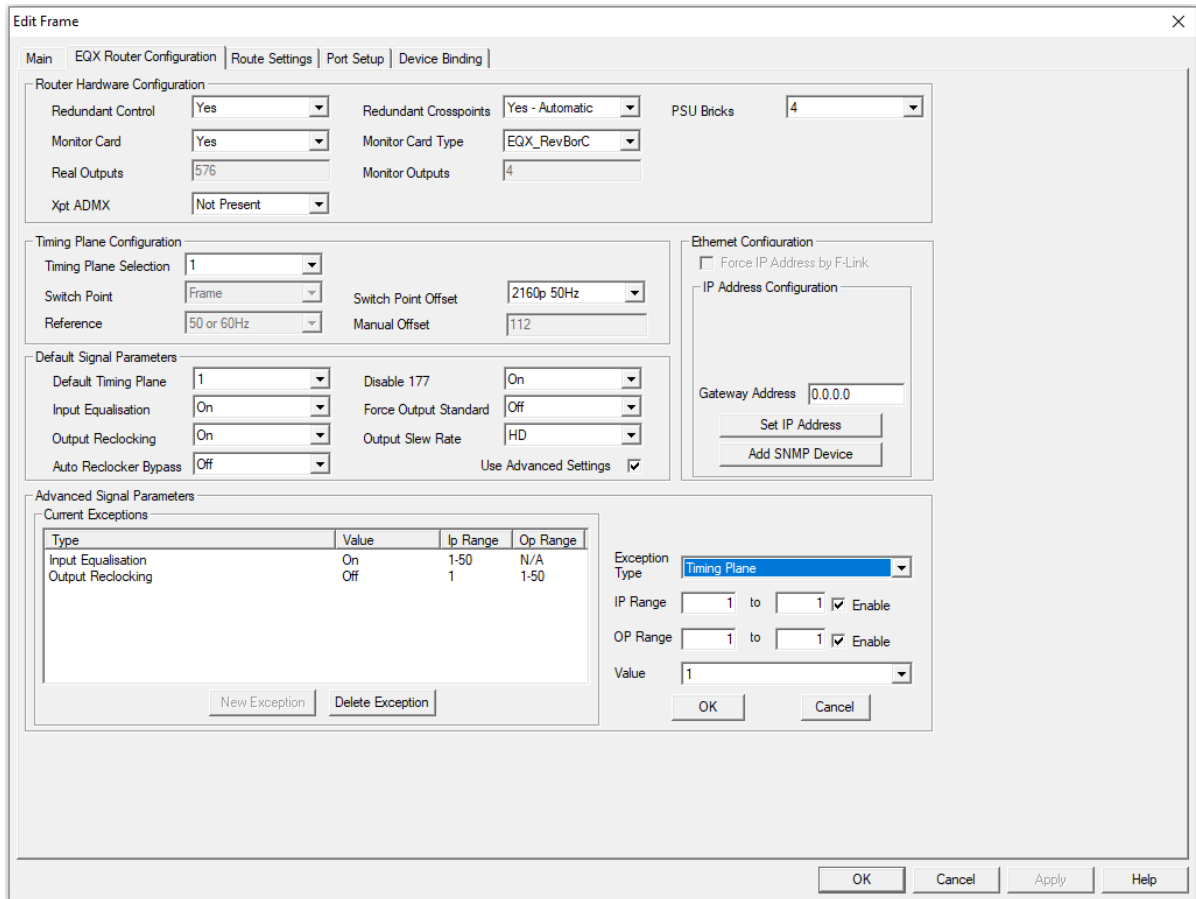 Edit Frame
Main EQX Router Configuration Route Settings Port Setup Device Binding
Router Hardware Configuration
Redundant Control Yes Redundant Crosspoints Yes - Automatic PSU Bricks 4
Monitor Card Yes Monitor Card Type EQX_RevBorC
Real Outputs 576 Monitor Outputs 4
Xpt ADMX Not Present
Timing Plane Configuration
Timing Plane Selection 1
Switch Point Frame Switch Point Offset 2160p 50Hz
Reference 50 or 60Hz Manual Offset 112
Ethernet Configuration
Force IP Address by F-Link
IP Address Configuration
Gateway Address 0.0.0.0
Set IP Address
Add SNMP Device
Default Signal Parameters
Default Timing Plane 1 Disable 177 On
Input Equalisation On Force Output Standard Off
Output Reclocking On Output Slew Rate HD
Auto Reclocker Bypass Off Use Advanced Settings
Advanced Signal Parameters
Current Exceptions
Type Value Ip Range Op Range
Input Equalisation On 1-50 N/A
Output Reclocking Off 1 1-50
New Exception Delete Exception
Exception
Type Timing Plane
IP Range 1 to 1 Enable
OP Range 1 to 1 Enable
Value 1
OK Cancel
OK Cancel Apply Help